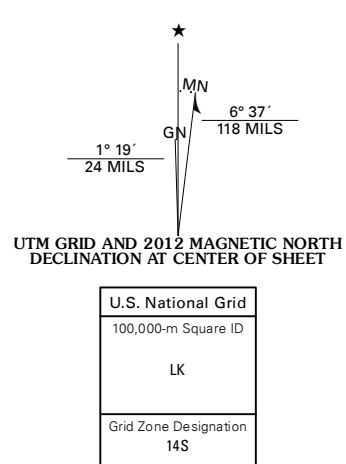 ★
MN
GN
6° 37´
118 MILS
1° 19´
24 MILS
UTM GRID AND 2012 MAGNETIC NORTH
DECLINATION AT CENTER OF SHEET
U.S. National Grid
100,000-m Square ID
LK
Grid Zone Designation
14S